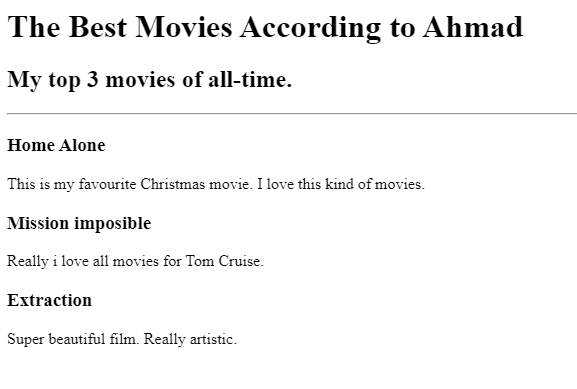 The Best Movies According to Ahmad
My top 3 movies of all-time.
Home Alone
This is my favourite Christmas movie. I love this kind of movies.
Mission imposible
Really i love all movies for Tom Cruise.
Extraction
Super beautiful film. Really artistic.